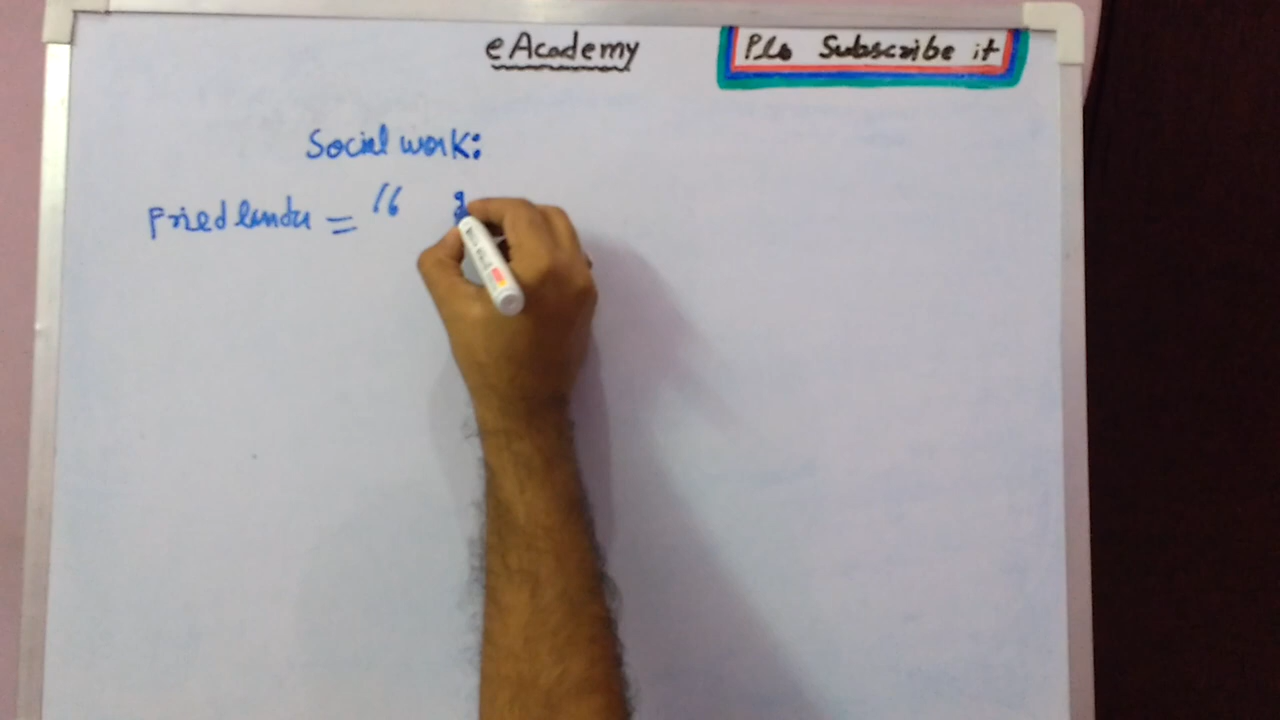 eAcademy
Pls Subscribe it
Social work:
Friedlander = "